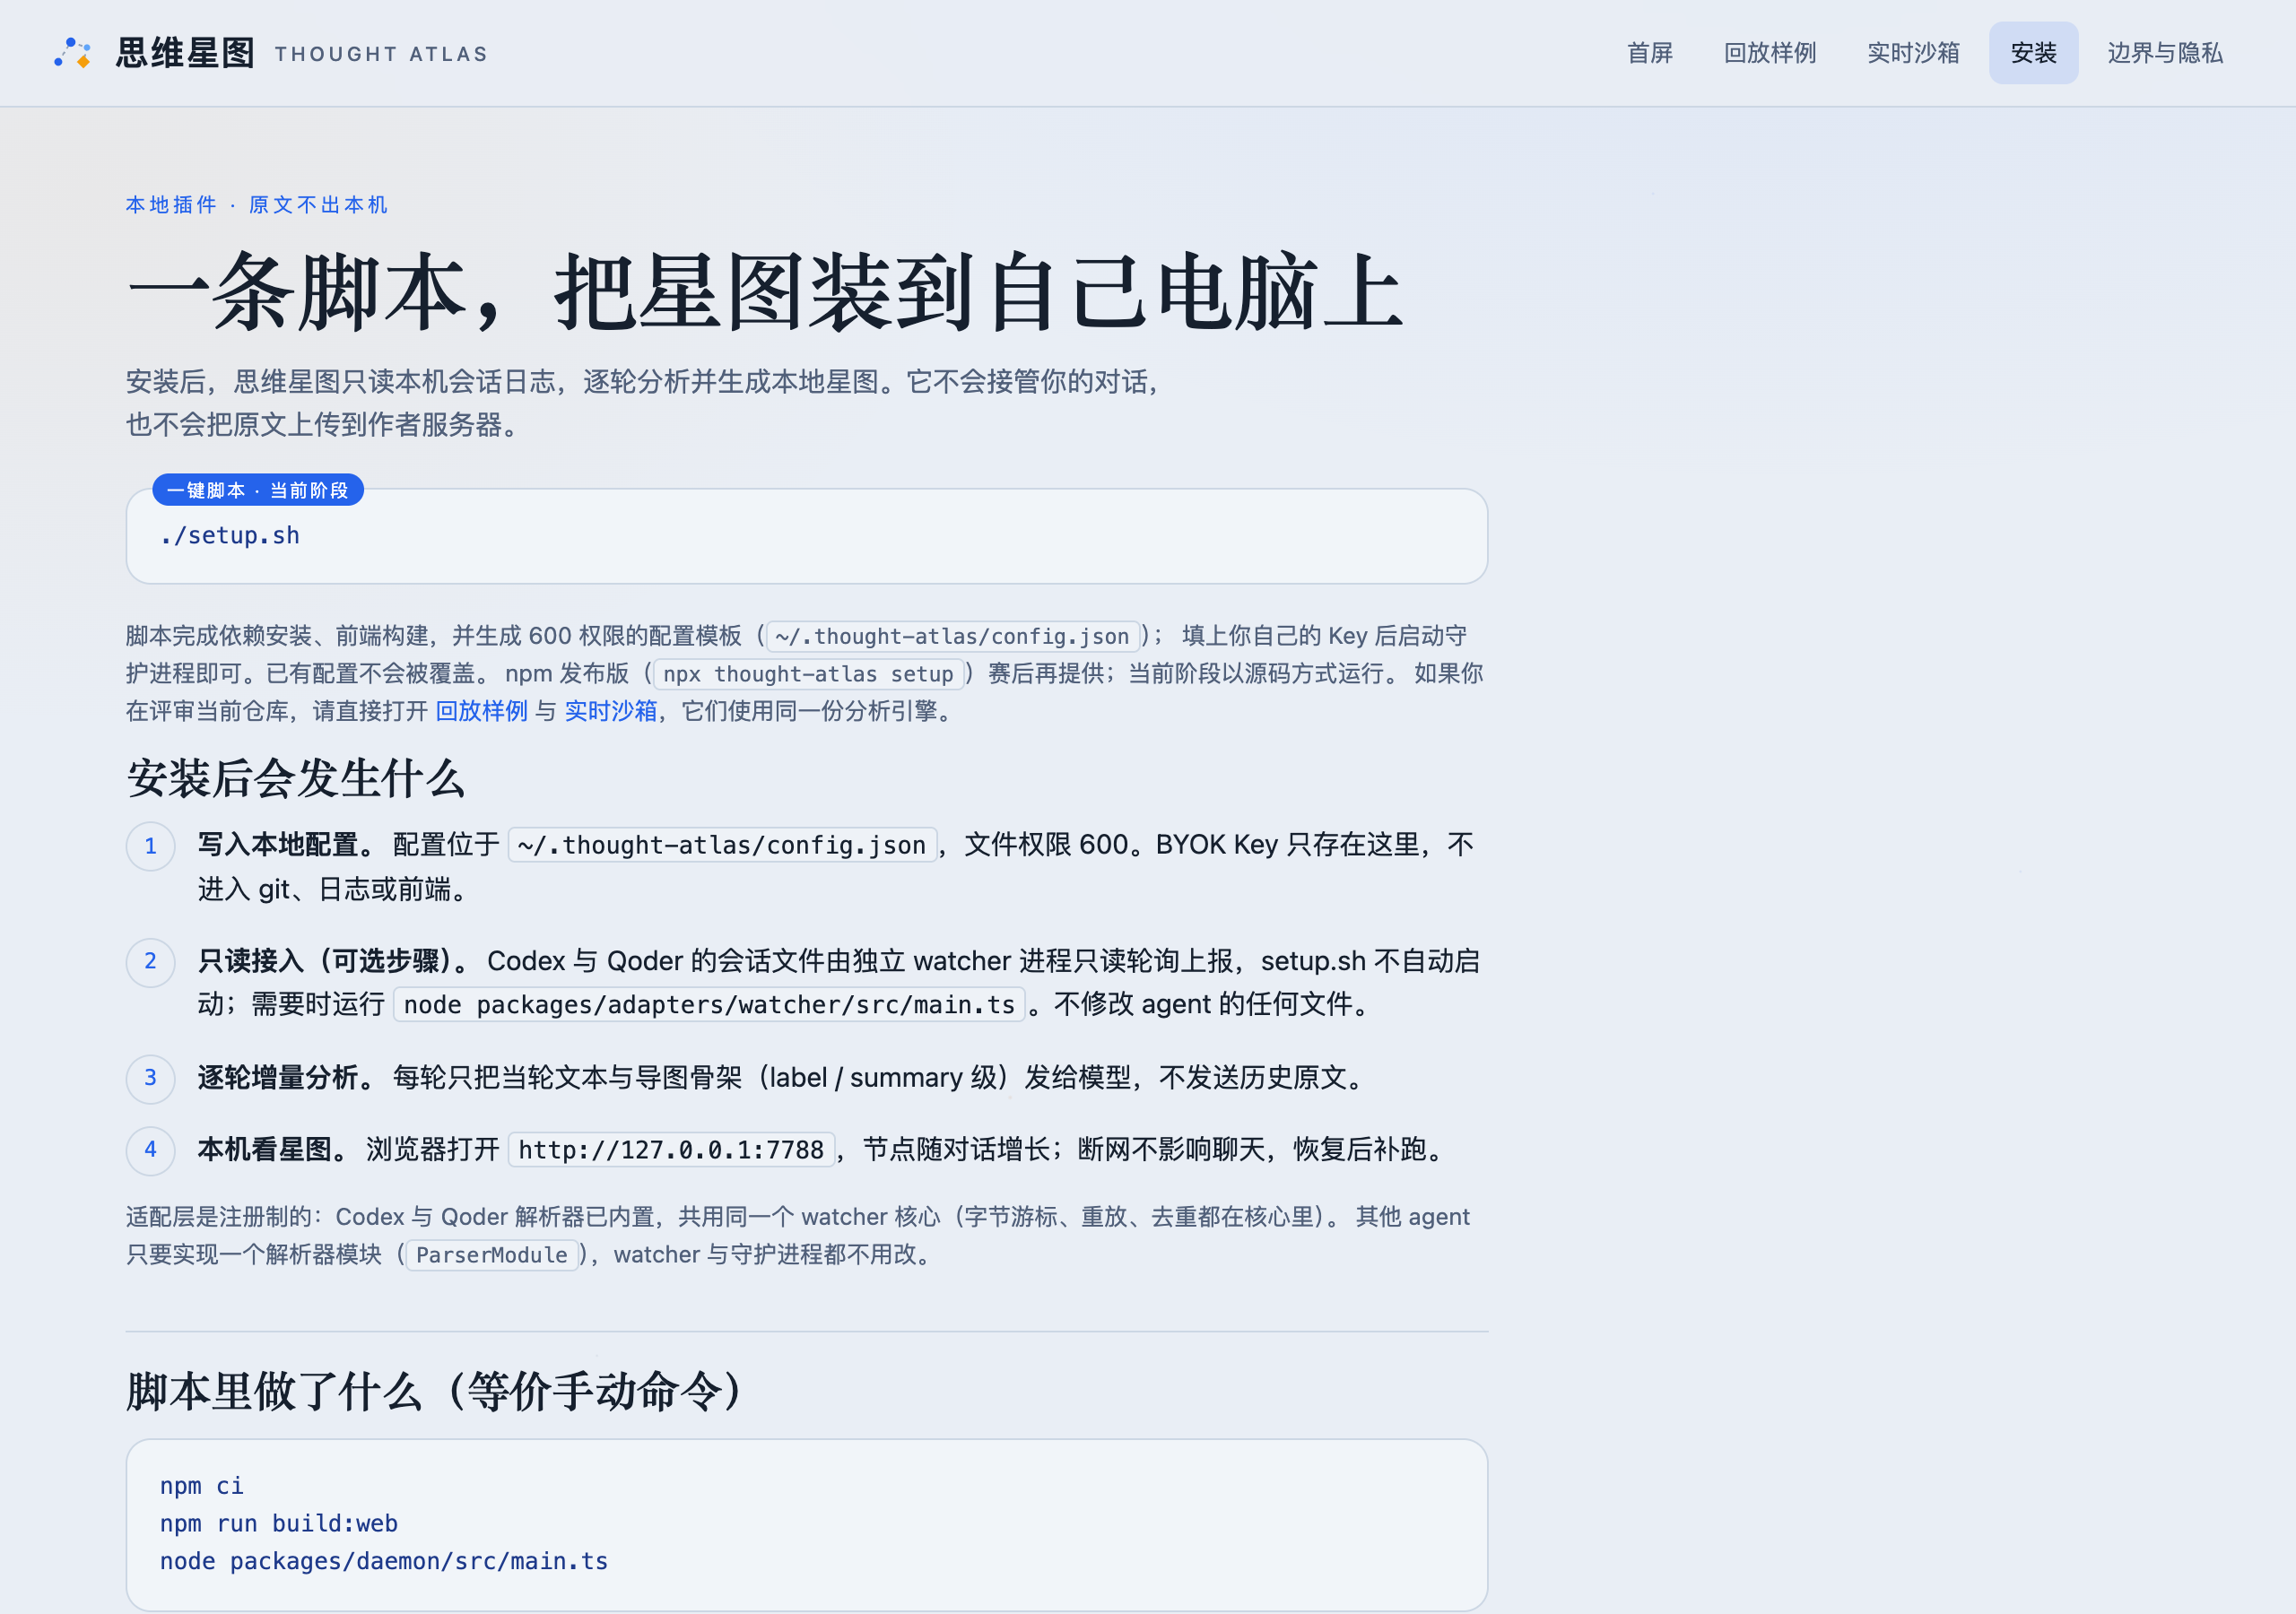 思维星图 THOUGHT ATLAS
首屏 回放样例 实时沙箱 安装 边界与隐私
本地插件 · 原文不出本机
一条脚本，把星图装到自己电脑上
安装后，思维星图只读本机会话日志，逐轮分析并生成本地星图。它不会接管你的对话，
也不会把原文上传到作者服务器。
一键脚本 · 当前阶段
./setup.sh
脚本完成依赖安装、前端构建，并生成 600 权限的配置模板（~/.thought-atlas/config.json）； 填上你自己的 Key 后启动守
护进程即可。已有配置不会被覆盖。 npm 发布版（npx thought-atlas setup）赛后再提供；当前阶段以源码方式运行。 如果你
在评审当前仓库，请直接打开 回放样例 与 实时沙箱，它们使用同一份分析引擎。
安装后会发生什么
1 写入本地配置。 配置位于 ~/.thought-atlas/config.json，文件权限 600。BYOK Key 只存在这里，不
进入 git、日志或前端。
2 只读接入（可选步骤）。 Codex 与 Qoder 的会话文件由独立 watcher 进程只读轮询上报，setup.sh 不自动启
动；需要时运行 node packages/adapters/watcher/src/main.ts。不修改 agent 的任何文件。
3 逐轮增量分析。 每轮只把当轮文本与导图骨架（label / summary 级）发给模型，不发送历史原文。
4 本机看星图。 浏览器打开 http://127.0.0.1:7788，节点随对话增长；断网不影响聊天，恢复后补跑。
适配层是注册制的：Codex 与 Qoder 解析器已内置，共用同一个 watcher 核心（字节游标、重放、去重都在核心里）。 其他 agent
只要实现一个解析器模块（ParserModule），watcher 与守护进程都不用改。
脚本里做了什么（等价手动命令）
npm ci
npm run build:web
node packages/daemon/src/main.ts